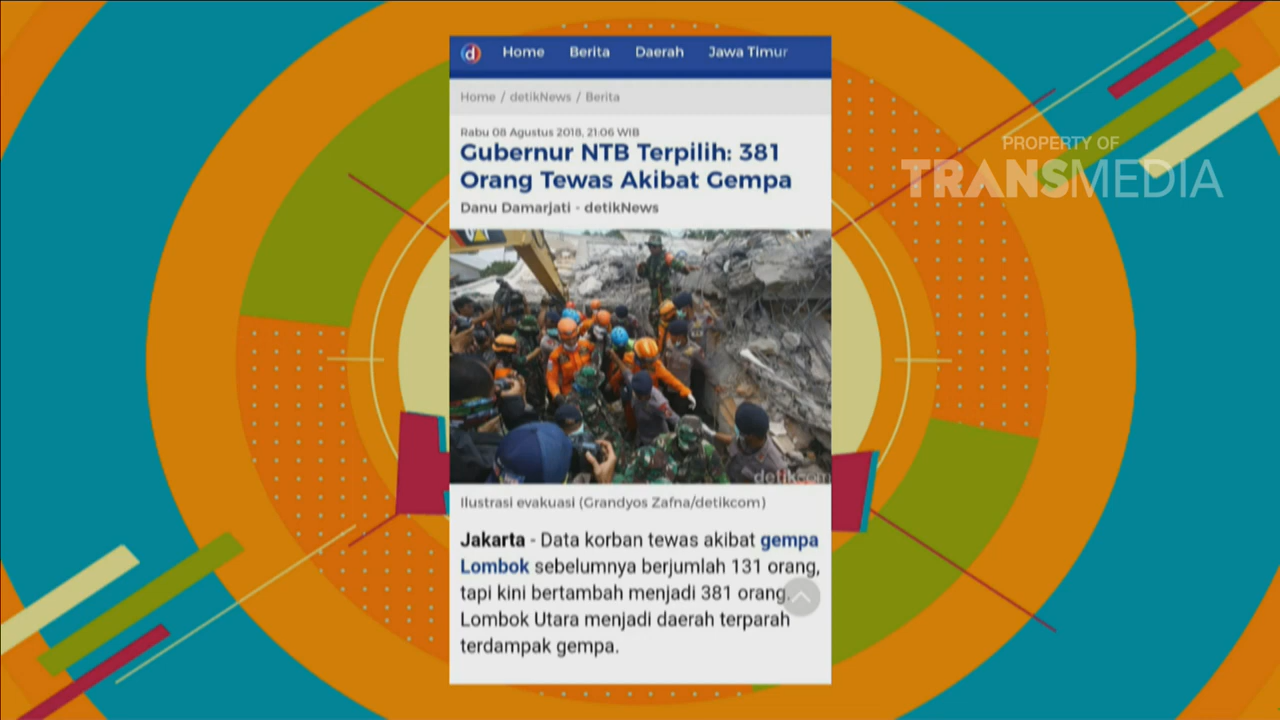 d Home Berita Daerah Jawa Timur
Home / detikNews / Berita
Rabu 08 Agustus 2018, 21:06 WIB
Gubernur NTB Terpilih: 381
Orang Tewas Akibat Gempa
Danu Damarjati - detikNews
detikcom
Ilustrasi evakuasi (Grandyos Zafna/detikcom)
Jakarta - Data korban tewas akibat gempa
Lombok sebelumnya berjumlah 131 orang,
tapi kini bertambah menjadi 381 orang.
Lombok Utara menjadi daerah terparah
terdampak gempa.
PROPERTY OF
TRANSMEDIA